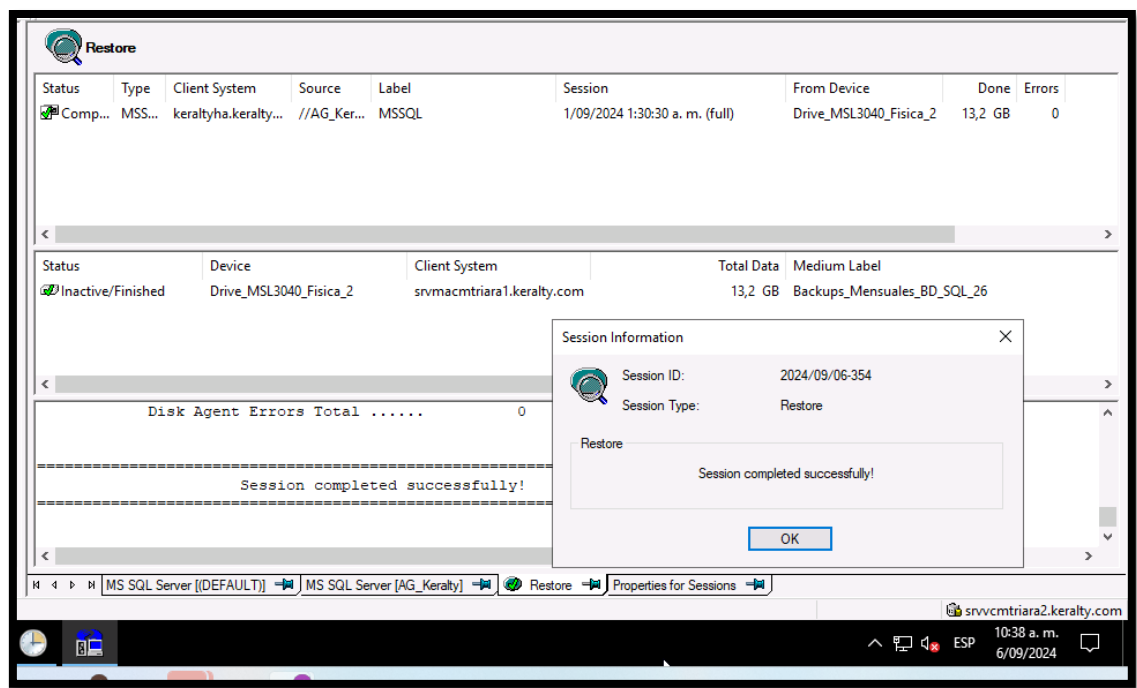 Restore
Status Type Client System Source Label Session From Device Done Errors
Comp... MSS... keraltyha.keralty... //AG_Ker... MSSQL 1/09/2024 1:30:30 a. m. (full) Drive_MSL3040_Fisica_2 13,2 GB 0
Status Device Client System Total Data Medium Label
Inactive/Finished Drive_MSL3040_Fisica_2 srvmacmtriara1.keralty.com 13,2 GB Backups_Mensuales_BD_SQL_26
Session Information
Session ID: 2024/09/06-354
Session Type: Restore
Restore
Session completed successfully!
OK
Disk Agent Errors Total ...... 0
================================================
Session completed successfully!
================================================
MS SQL Server [(DEFAULT)] MS SQL Server [AG_Keralty] Restore Properties for Sessions
srvvcmtriara2.keralty.com
ESP 10:38 a. m.
6/09/2024